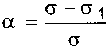 α = (σ − σ₁) / σ